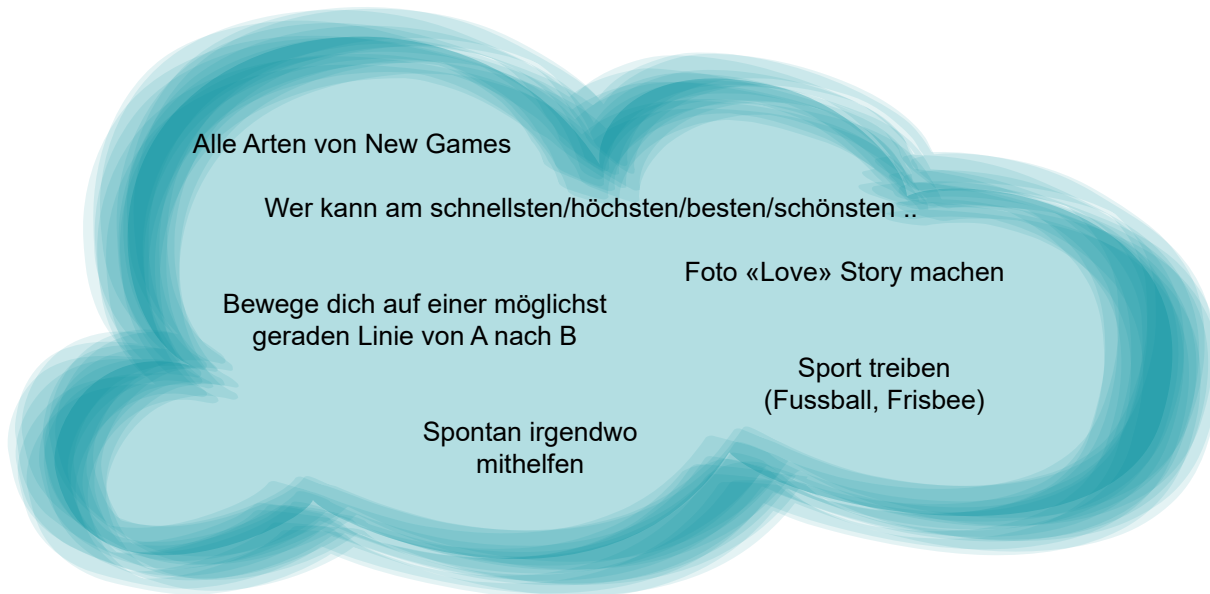 Alle Arten von New Games
Wer kann am schnellsten/höchsten/besten/schönsten ..
Foto «Love» Story machen
Bewege dich auf einer möglichst
geraden Linie von A nach B
Sport treiben
(Fussball, Frisbee)
Spontan irgendwo
mithelfen